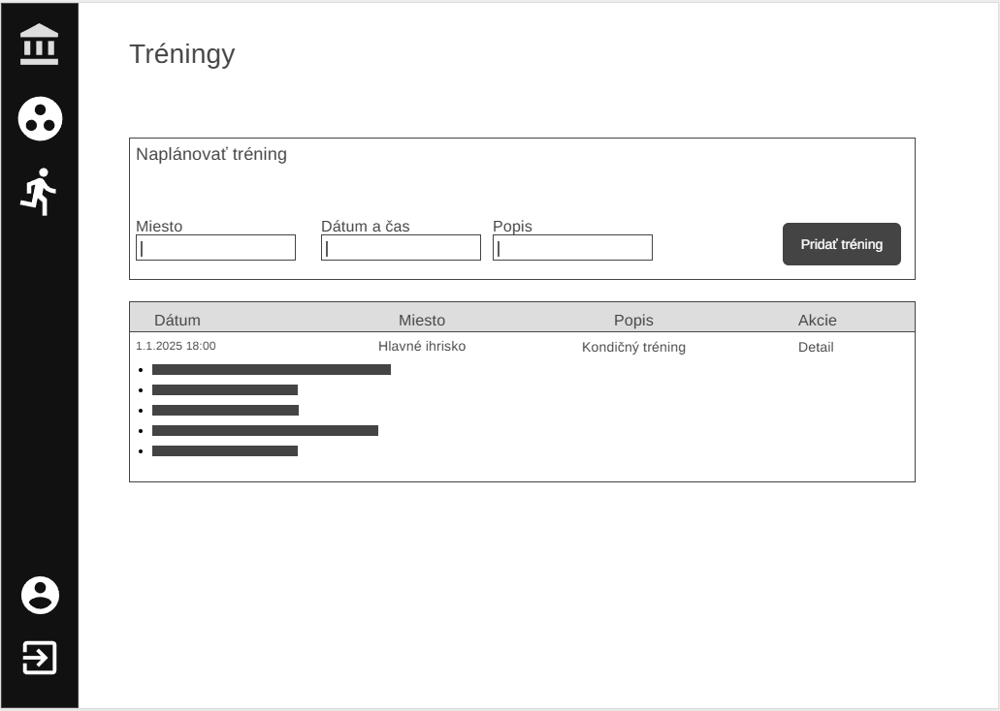 Tréningy
Naplánovať tréning
Miesto Dátum a čas Popis
Pridať tréning
Dátum Miesto Popis Akcie
1.1.2025 18:00 Hlavné ihrisko Kondičný tréning Detail